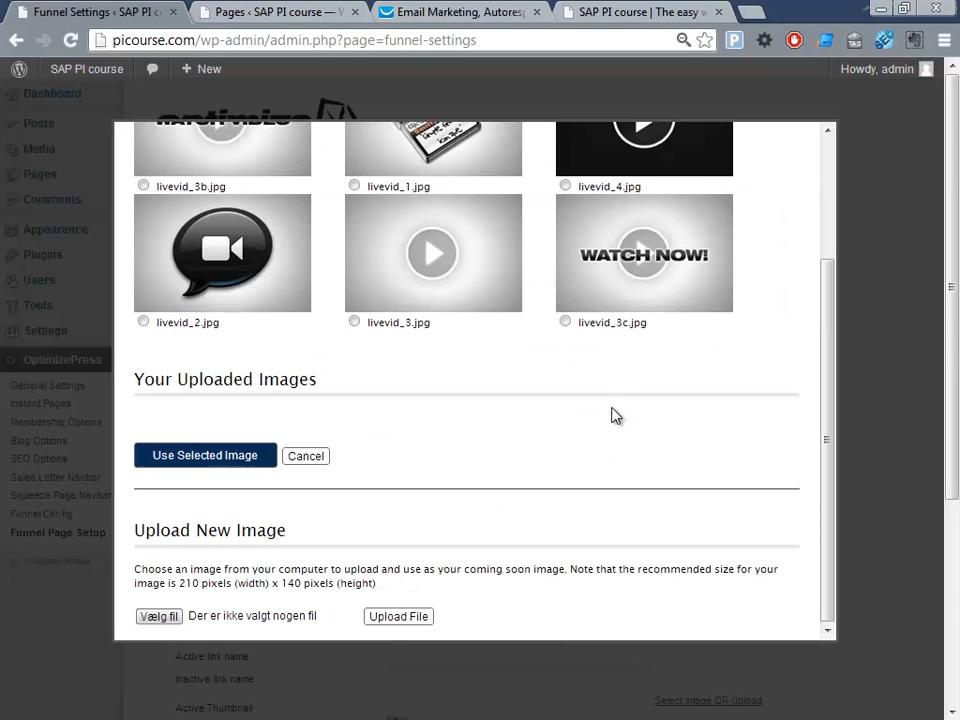 Funnel Settings ‹ SAP PI c
Pages ‹ SAP PI course — V
Email Marketing, Autores
SAP PI course | The easy w
picourse.com/wp-admin/admin.php?page=funnel-settings
SAP PI course
New
Howdy, admin
Dashboard
Posts
Media
Pages
Comments
Appearance
Plugins
Users
Tools
Settings
OptimizePress
General Settings
Instant Pages
Membership Options
Blog Options
SEO Options
Sales Letter Navbar
Squeeze Page Navbar
Funnel Config
Funnel Page Setup
WATCH VIDEO
livevid_3b.jpg
livevid_1.jpg
livevid_4.jpg
WATCH NOW!
livevid_2.jpg
livevid_3.jpg
livevid_3c.jpg
Your Uploaded Images
Use Selected Image
Cancel
Upload New Image
Choose an image from your computer to upload and use as your coming soon image. Note that the recommended size for your
image is 210 pixels (width) x 140 pixels (height)
Vælg fil
Der er ikke valgt nogen fil
Upload File
Active link name
Inactive link name
Select Image OR Upload
Active Thumbnail
New